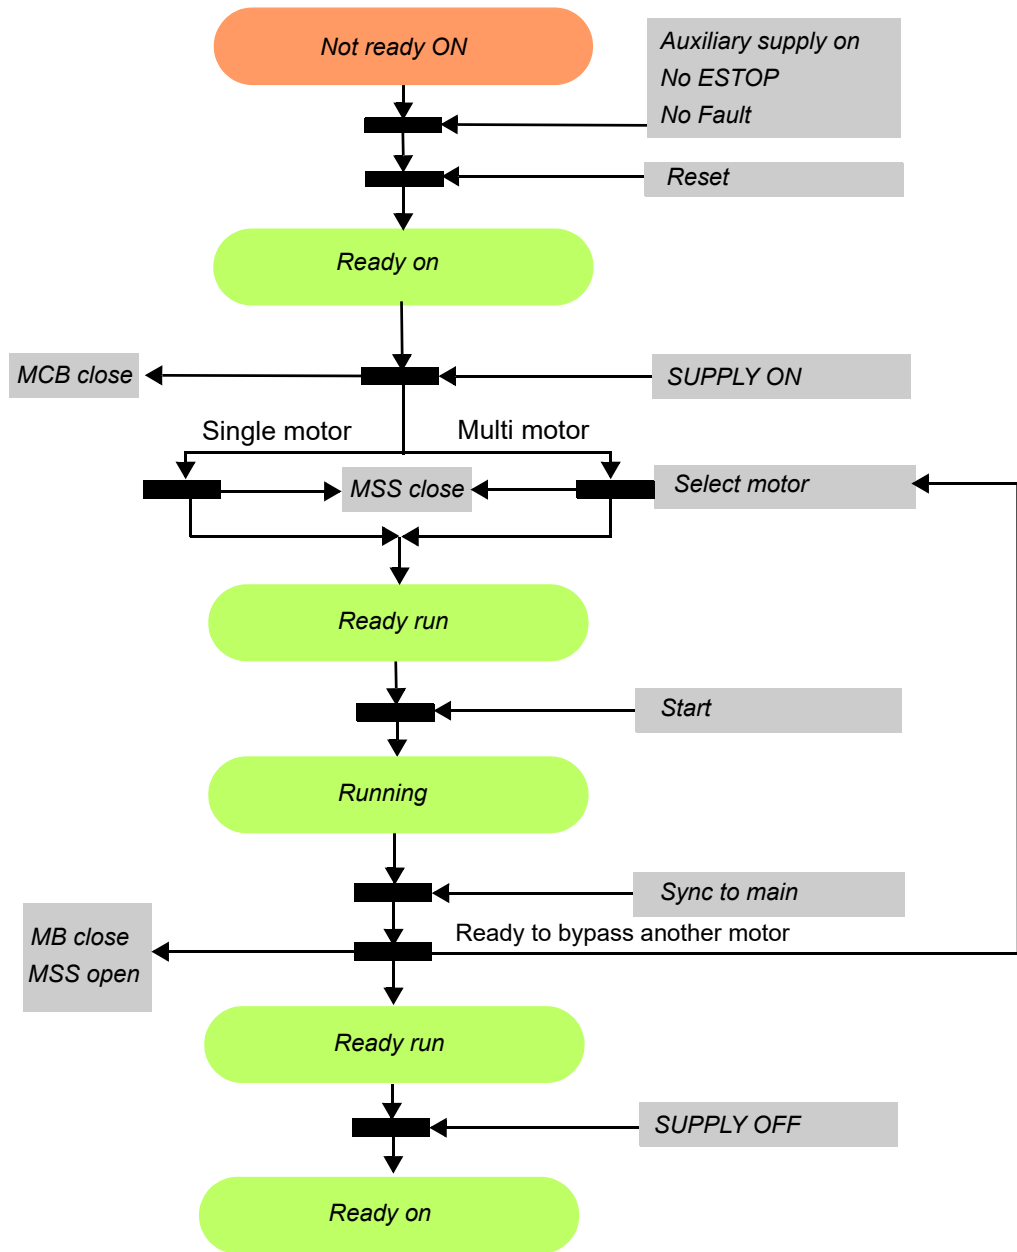 Not ready ON
Auxiliary supply on
No ESTOP
No Fault
Reset
Ready on
MCB close
SUPPLY ON
Single motor
Multi motor
MSS close
Select motor
Ready run
Start
Running
Sync to main
MB close
MSS open
Ready to bypass another motor
Ready run
SUPPLY OFF
Ready on